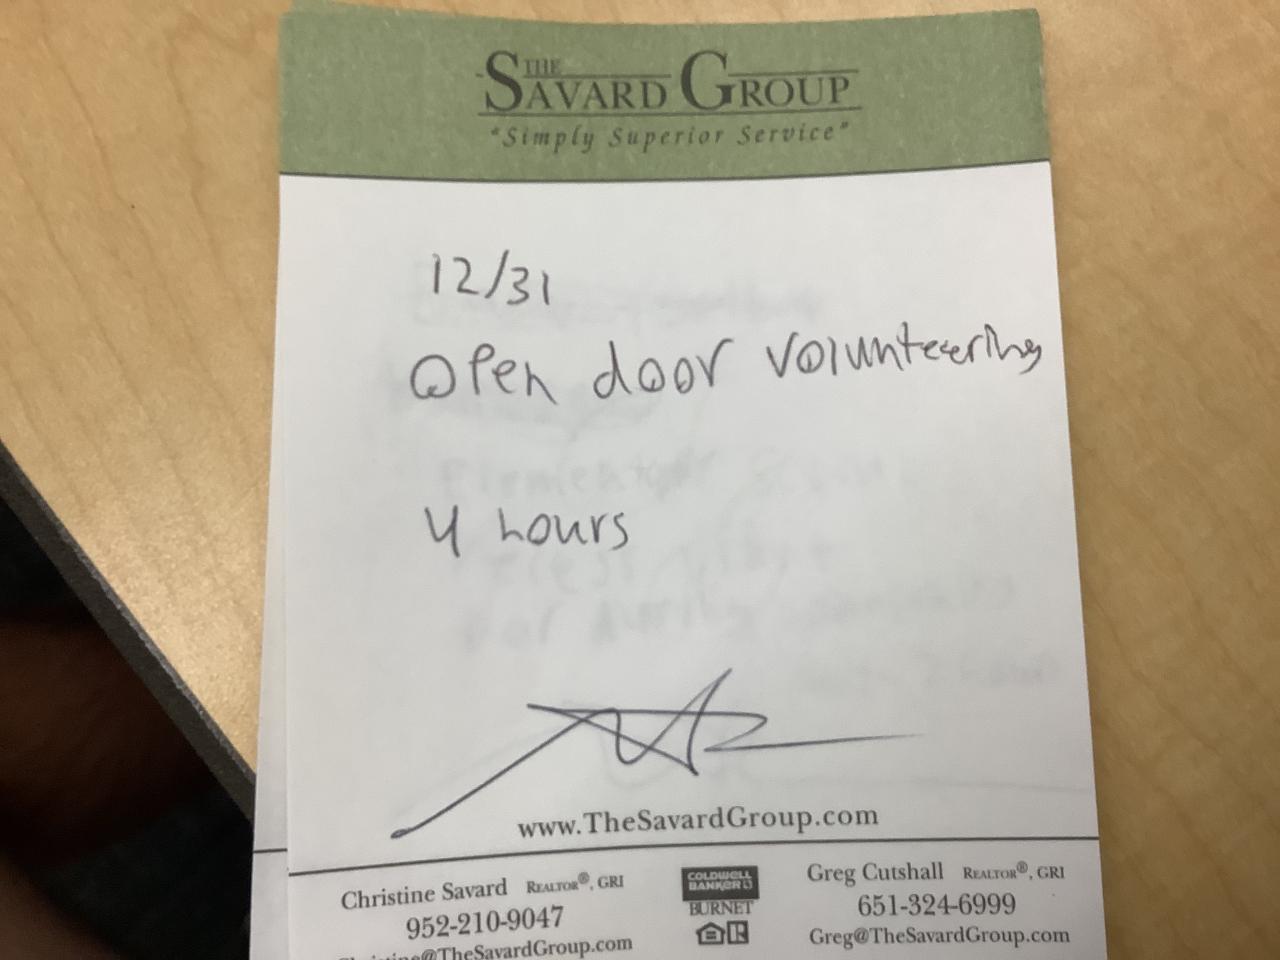 THE SAVARD GROUP
"Simply Superior Service"
12/31
open door volunteering
4 hours
www.TheSavardGroup.com
Christine Savard REALTOR®, GRI
952-210-9047
COLDWELL BANKER
BURNET
Greg Cutshall REALTOR®, GRI
651-324-6999
Greg@TheSavardGroup.com